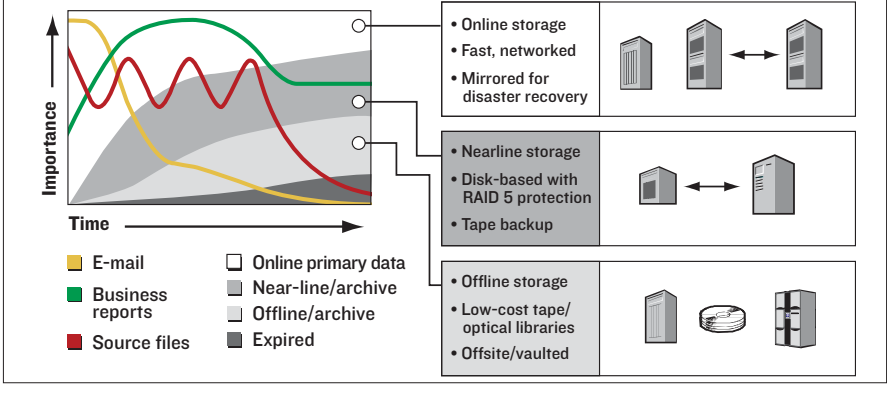 Importance
Time
E-mail
Business
reports
Source files
Online primary data
Near-line/archive
Offline/archive
Expired
• Online storage
• Fast, networked
• Mirrored for
disaster recovery
• Nearline storage
• Disk-based with
RAID 5 protection
• Tape backup
• Offline storage
• Low-cost tape/
optical libraries
• Offsite/vaulted